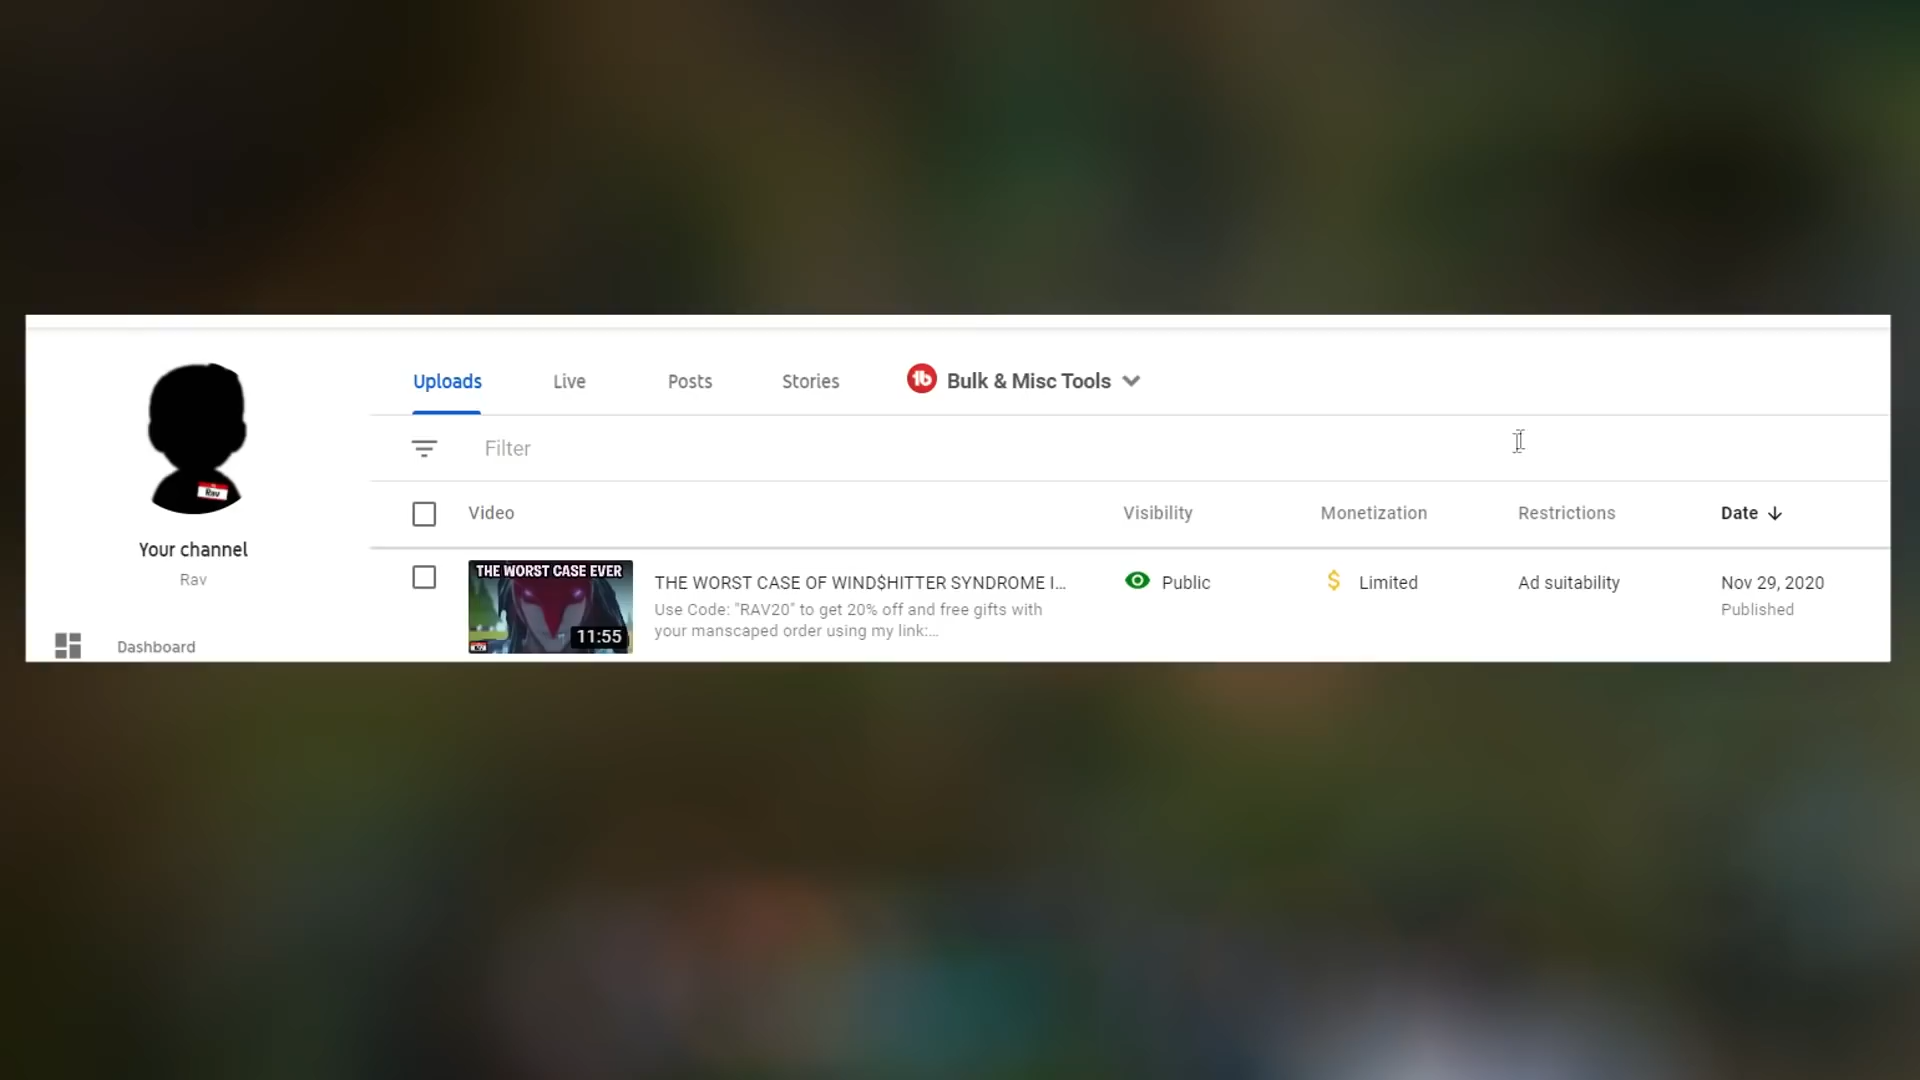 Uploads Live Posts Stories Bulk & Misc Tools
Filter
Rav
Your channel
Rav
Dashboard
Video Visibility Monetization Restrictions Date
THE WORST CASE EVER
11:55
THE WORST CASE OF WIND$HITTER SYNDROME I...
Use Code: "RAV20" to get 20% off and free gifts with
your manscaped order using my link:...
Public
Limited
Ad suitability
Nov 29, 2020
Published